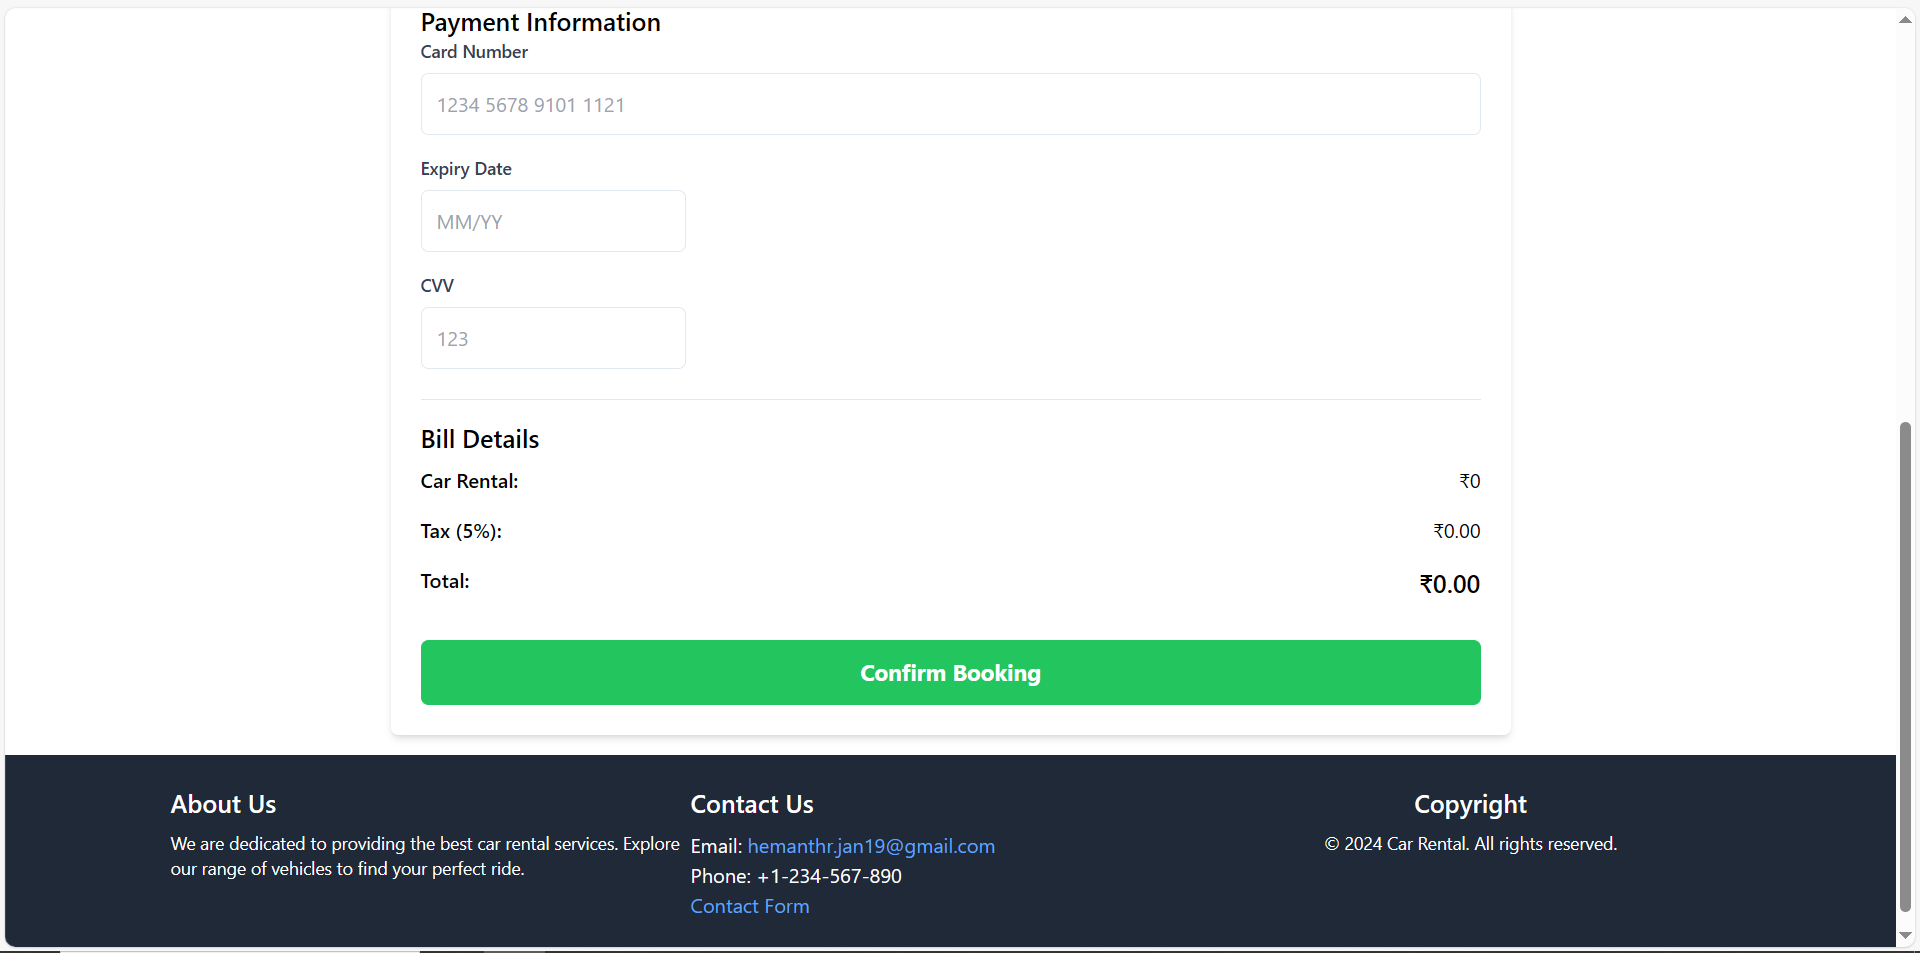 Payment Information
Card Number
1234 5678 9101 1121
Expiry Date
MM/YY
CVV
123
Bill Details
Car Rental: ₹0
Tax (5%): ₹0.00
Total: ₹0.00
Confirm Booking
About Us
We are dedicated to providing the best car rental services. Explore
our range of vehicles to find your perfect ride.
Contact Us
Email: hemanthr.jan19@gmail.com
Phone: +1-234-567-890
Contact Form
Copyright
© 2024 Car Rental. All rights reserved.